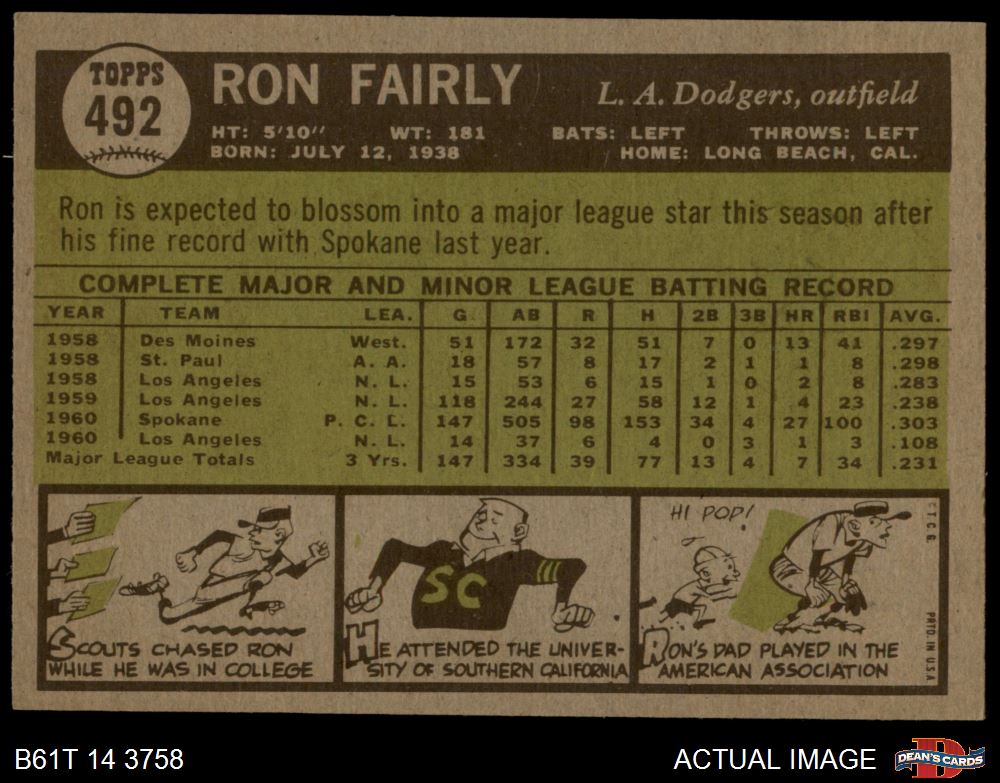 TOPPS
492
RON FAIRLY
L. A. Dodgers, outfield
HT: 5'10" WT: 181 BATS: LEFT THROWS: LEFT
BORN: JULY 12, 1938 HOME: LONG BEACH, CAL.
Ron is expected to blossom into a major league star this season after
his fine record with Spokane last year.
COMPLETE MAJOR AND MINOR LEAGUE BATTING RECORD
YEAR TEAM LEA. G AB R H 2B 3B HR RBI AVG.
1958 Des Moines West. 51 172 32 51 7 0 13 41 .297
1958 St. Paul A. A. 18 57 8 17 2 1 1 8 .298
1958 Los Angeles N. L. 15 53 6 15 1 0 2 8 .283
1959 Los Angeles N. L. 118 244 27 58 12 1 4 23 .238
1960 Spokane P. C. L. 147 505 98 153 34 4 27 100 .303
1960 Los Angeles N. L. 14 37 6 4 0 3 1 3 .108
Major League Totals 3 Yrs. 147 334 39 77 13 4 7 34 .231
SCOUTS CHASED RON
WHILE HE WAS IN COLLEGE
SC
HE ATTENDED THE UNIVER-
SITY OF SOUTHERN CALIFORNIA
HI POP!
RON'S DAD PLAYED IN THE
AMERICAN ASSOCIATION
©T.C.G.
PRTD. IN U.S.A.
B61T 14 3758
ACTUAL IMAGE
DEAN'S CARDS